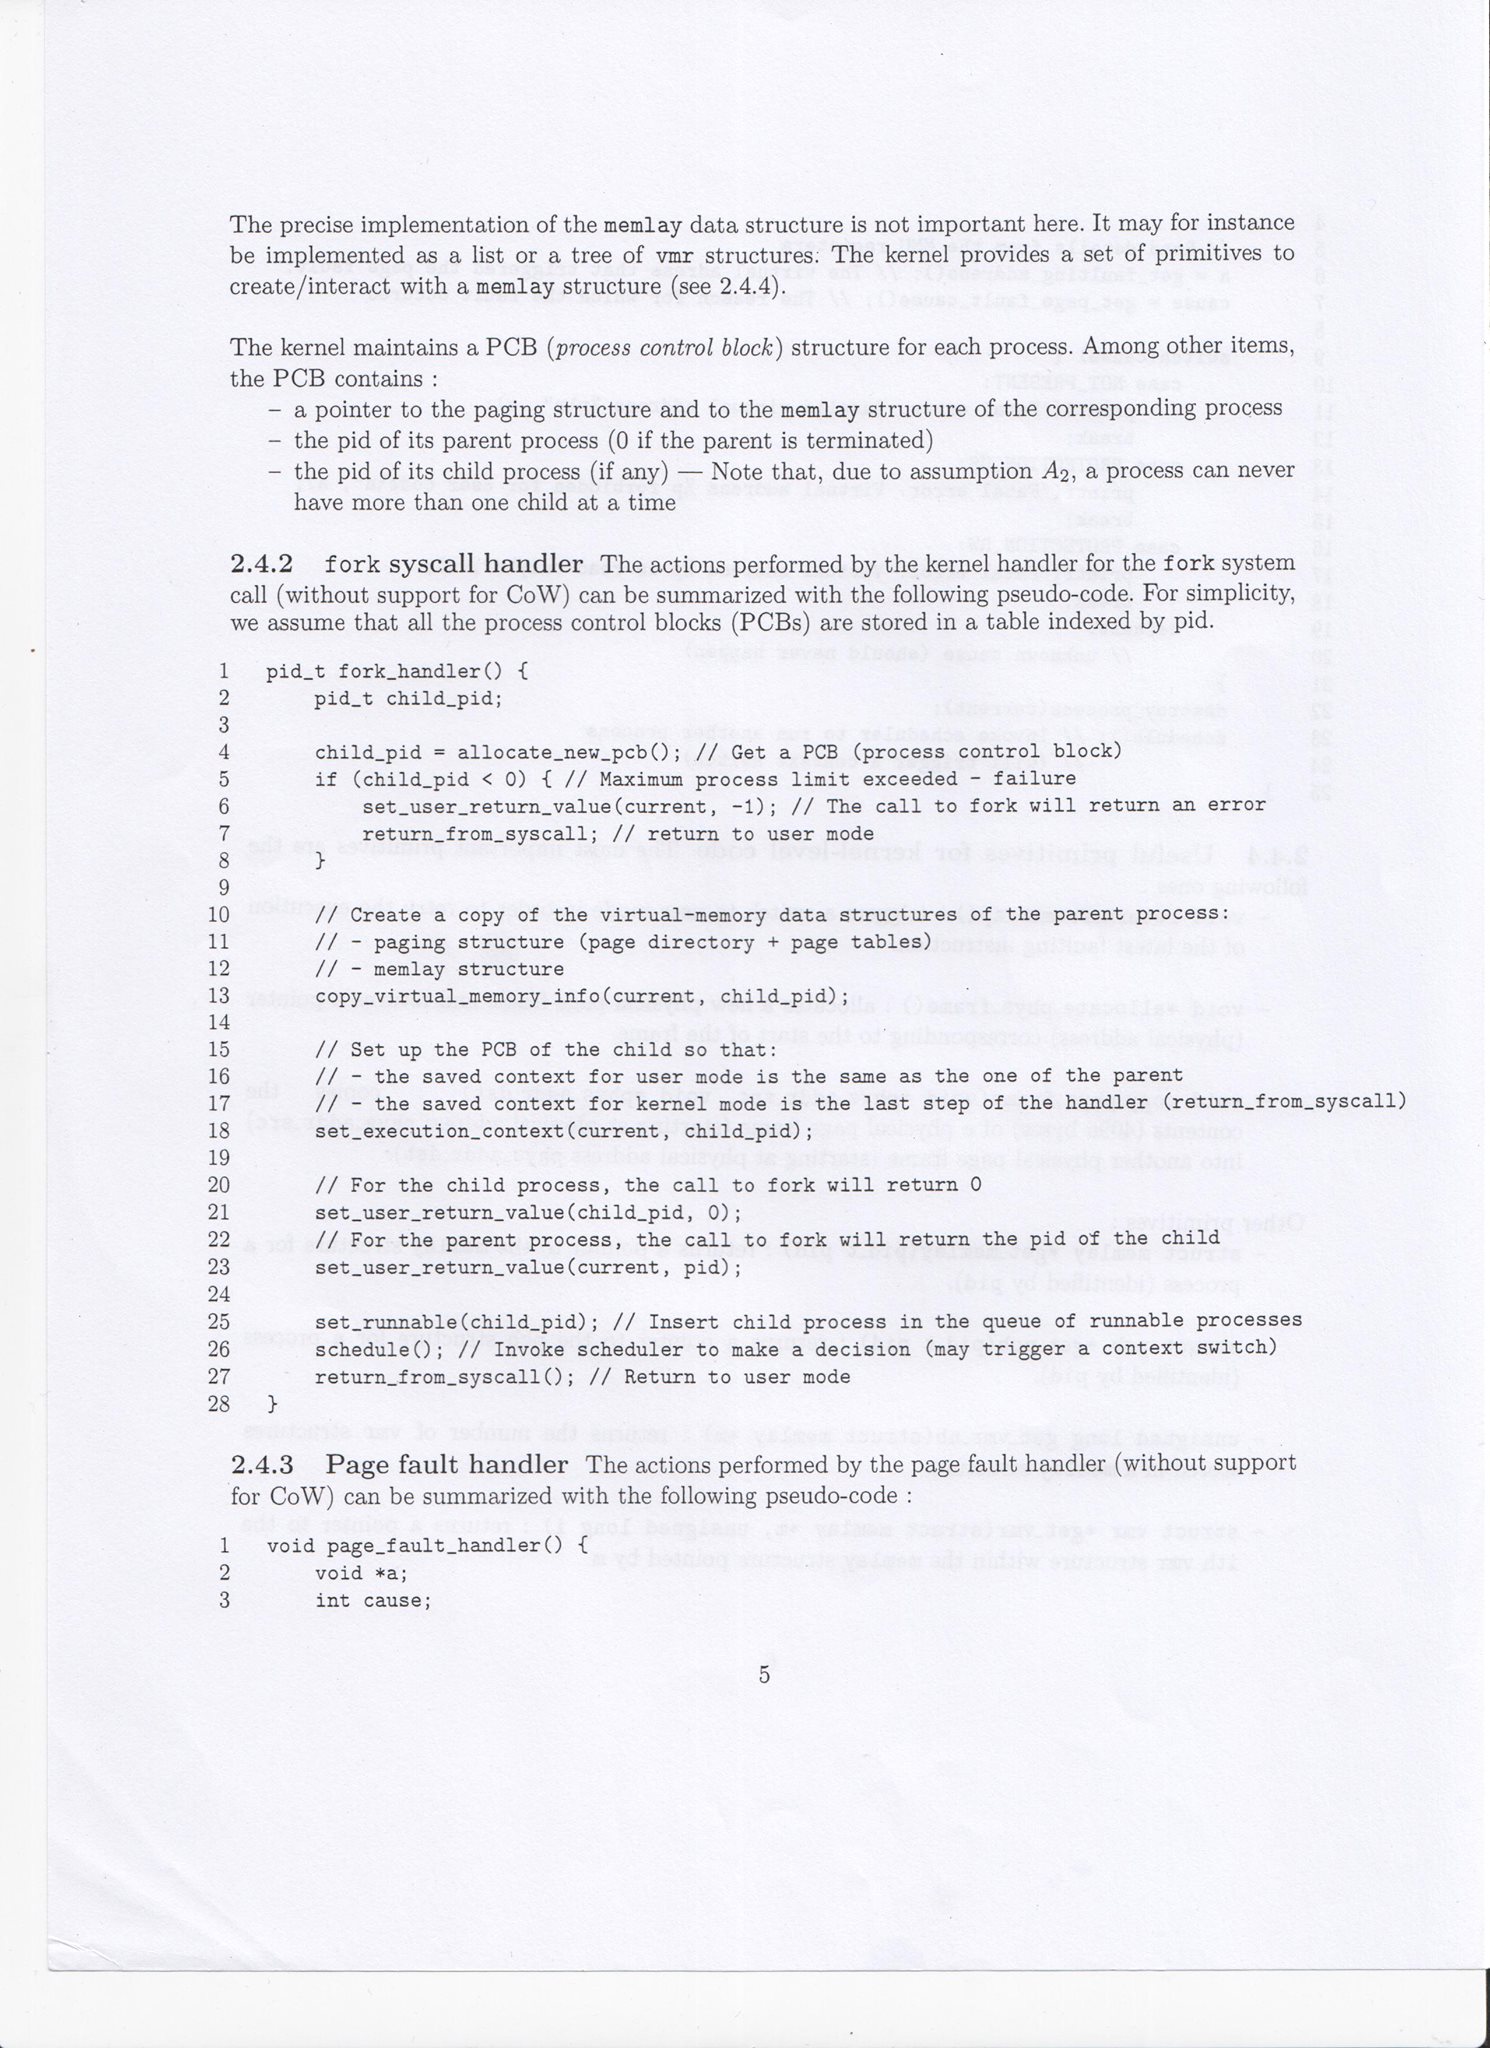 The precise implementation of the memlay data structure is not important here. It may for instance
be implemented as a list or a tree of vmr structures. The kernel provides a set of primitives to
create/interact with a memlay structure (see 2.4.4).
The kernel maintains a PCB (process control block) structure for each process. Among other items,
the PCB contains :
– a pointer to the paging structure and to the memlay structure of the corresponding process
– the pid of its parent process (0 if the parent is terminated)
– the pid of its child process (if any) — Note that, due to assumption A2, a process can never
have more than one child at a time
2.4.2 fork syscall handler The actions performed by the kernel handler for the fork system
call (without support for CoW) can be summarized with the following pseudo-code. For simplicity,
we assume that all the process control blocks (PCBs) are stored in a table indexed by pid.
1 pid_t fork_handler() {
2 pid_t child_pid;
3
4 child_pid = allocate_new_pcb(); // Get a PCB (process control block)
5 if (child_pid < 0) { // Maximum process limit exceeded - failure
6 set_user_return_value(current, -1); // The call to fork will return an error
7 return_from_syscall; // return to user mode
8 }
9
10 // Create a copy of the virtual-memory data structures of the parent process:
11 // - paging structure (page directory + page tables)
12 // - memlay structure
13 copy_virtual_memory_info(current, child_pid);
14
15 // Set up the PCB of the child so that:
16 // - the saved context for user mode is the same as the one of the parent
17 // - the saved context for kernel mode is the last step of the handler (return_from_syscall)
18 set_execution_context(current, child_pid);
19
20 // For the child process, the call to fork will return 0
21 set_user_return_value(child_pid, 0);
22 // For the parent process, the call to fork will return the pid of the child
23 set_user_return_value(current, pid);
24
25 set_runnable(child_pid); // Insert child process in the queue of runnable processes
26 schedule(); // Invoke scheduler to make a decision (may trigger a context switch)
27 return_from_syscall(); // Return to user mode
28 }
2.4.3 Page fault handler The actions performed by the page fault handler (without support
for CoW) can be summarized with the following pseudo-code :
1 void page_fault_handler() {
2 void *a;
3 int cause;
5